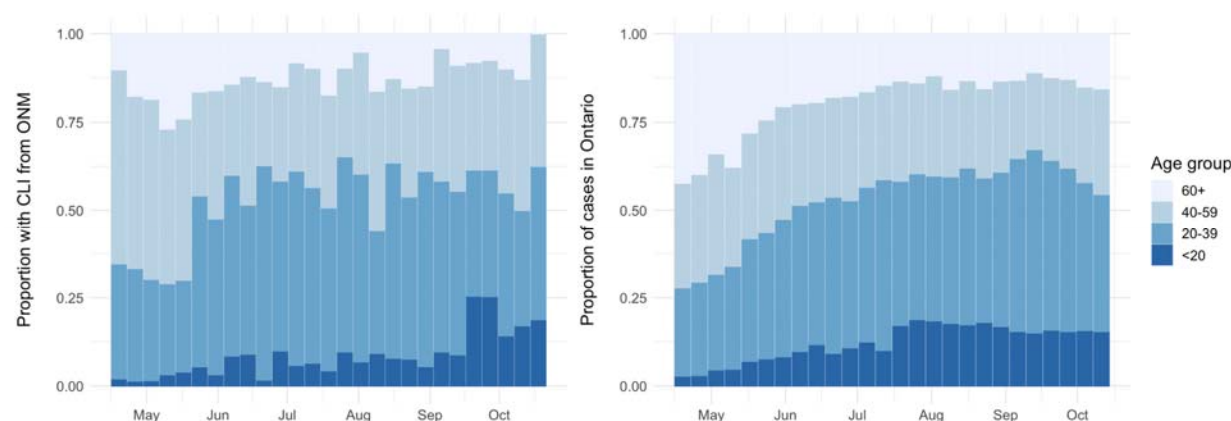 Proportion with CLI from ONM
1.00
0.75
0.50
0.25
0.00
May Jun Jul Aug Sep Oct
Proportion of cases in Ontario
1.00
0.75
0.50
0.25
0.00
May Jun Jul Aug Sep Oct
Age group
60+
40-59
20-39
<20